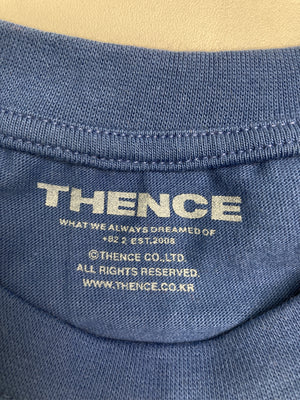 THENCE
WHAT WE ALWAYS DREAMED OF
+82 2 EST.2008
©THENCE CO.,LTD.
ALL RIGHTS RESERVED.
WWW.THENCE.CO.KR